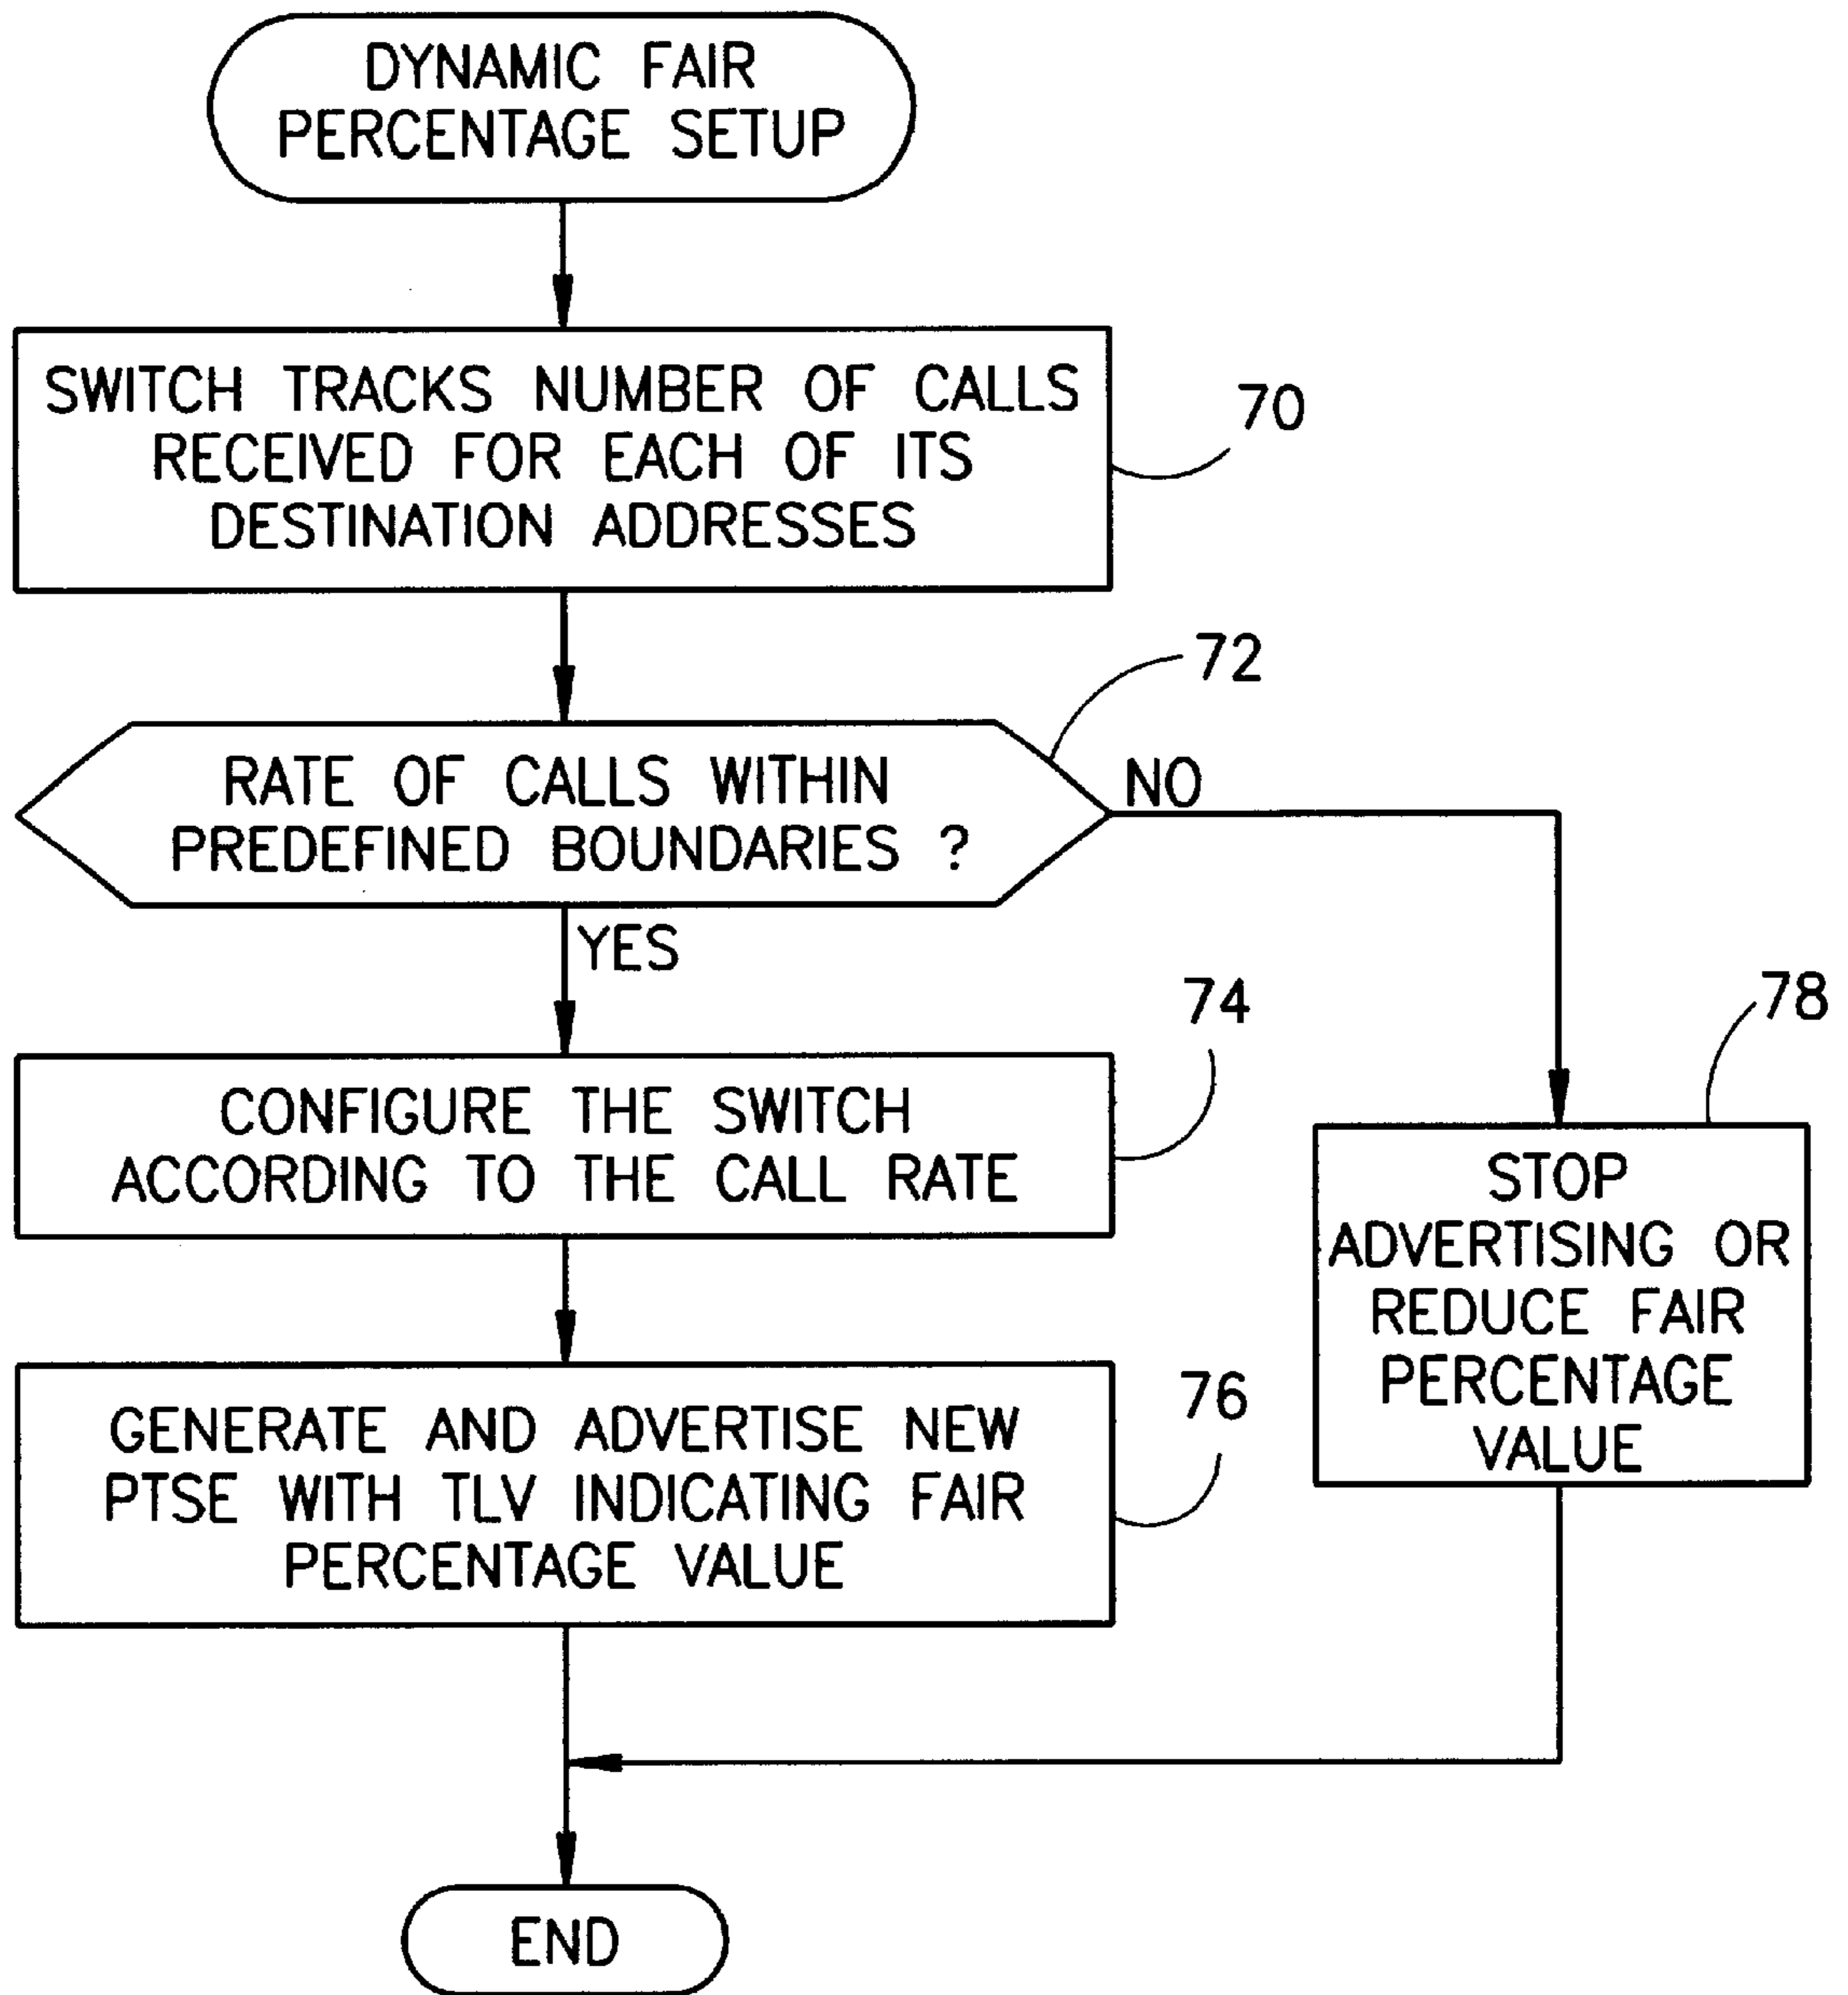 DYNAMIC FAIR
PERCENTAGE SETUP
SWITCH TRACKS NUMBER OF CALLS
RECEIVED FOR EACH OF ITS
DESTINATION ADDRESSES
70
72
RATE OF CALLS WITHIN
PREDEFINED BOUNDARIES ?
NO
YES
74
CONFIGURE THE SWITCH
ACCORDING TO THE CALL RATE
78
STOP
ADVERTISING OR
REDUCE FAIR
PERCENTAGE
VALUE
76
GENERATE AND ADVERTISE NEW
PTSE WITH TLV INDICATING FAIR
PERCENTAGE VALUE
END